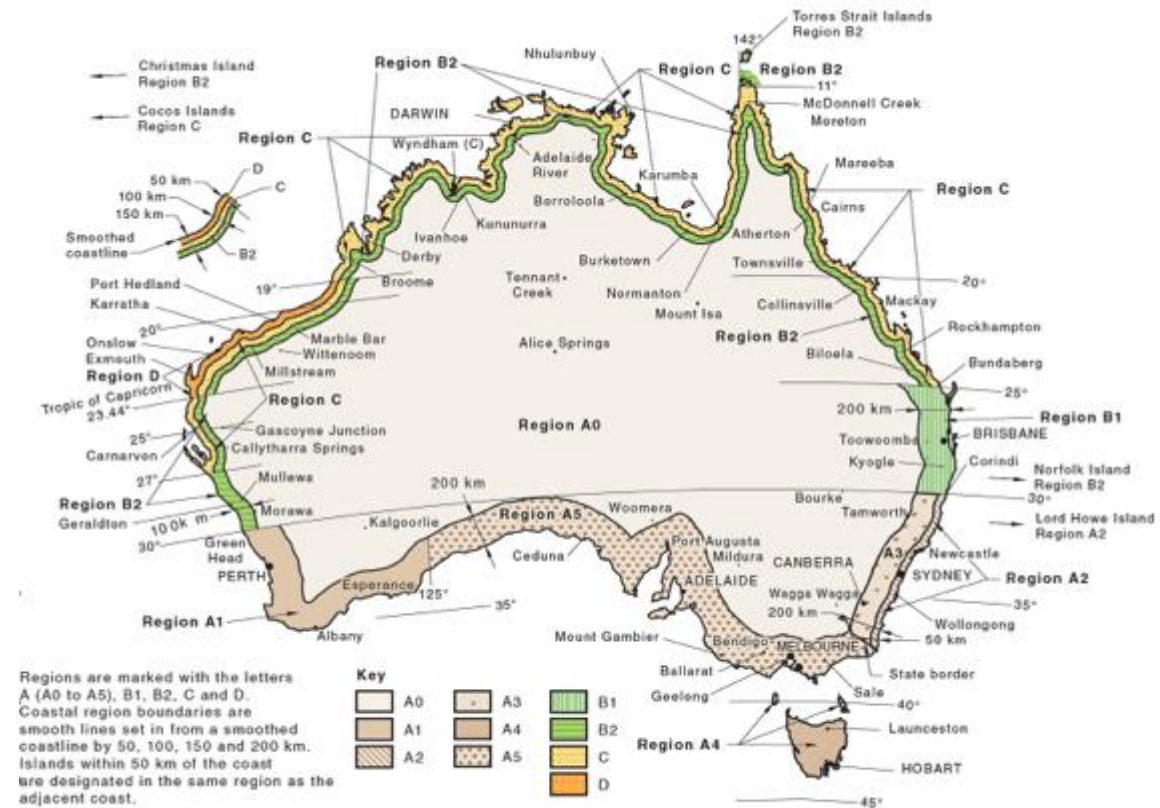 Torres Strait Islands
Region B2
142°
Nhulunbuy
Christmas Island
Region B2
Region B2
Region C
Region B2
11°
Cocos Islands
Region C
DARWIN
McDonnell Creek
Moreton
Region C
Wyndham (C)
D
Adelaide
River
Mareeba
50 km
C
Karumba
Region C
100 km
150 km
Borroloola
Cairns
Kununurra
Smoothed
coastline
B2
Ivanhoe
Atherton
Derby
Burketown
Townsville
Port Hedland
19°
Broome
Tennant
Creek
20°
Karratha
Normanton
Collinsville
Mackay
20°
Mount Isa
Onslow
Marble Bar
Region B2
Rockhampton
Exmouth
Wittenoom
Alice Springs
Biloela
Region D
Millstream
Bundaberg
Tropic of Capricorn
23.44°
Region C
25°
200 km
Region B1
25°
Gascoyne Junction
Region A0
Toowoomba
BRISBANE
Carnarvon
Callytharra Springs
Kyogle
Corindi
27°
Mullewa
200 km
Norfolk Island
Region B2
Region B2
Bourke
30°
Geraldton
100k m
Morawa
Region A5
Woomera
Tamworth
Kalgoorlie
Lord Howe Island
Region A2
30°
Green
Head
Port Augusta
Newcastle
Ceduna
Mildura
A3
PERTH
CANBERRA
SYDNEY
Esperance
125°
ADELAIDE
Region A2
35°
Wagga Wagga
35°
200 km
Region A1
Wollongong
Albany
Mount Gambier
Bendigo
MELBOURNE
50 km
Ballarat
State border
Geelong
Sale
40°
Launceston
Region A4
HOBART
45°
Regions are marked with the letters
A (A0 to A5), B1, B2, C and D.
Coastal region boundaries are
smooth lines set in from a smoothed
coastline by 50, 100, 150 and 200 km.
Islands within 50 km of the coast
are designated in the same region as the
adjacent coast.
Key
A0
A3
B1
A1
A4
B2
A2
A5
C
D